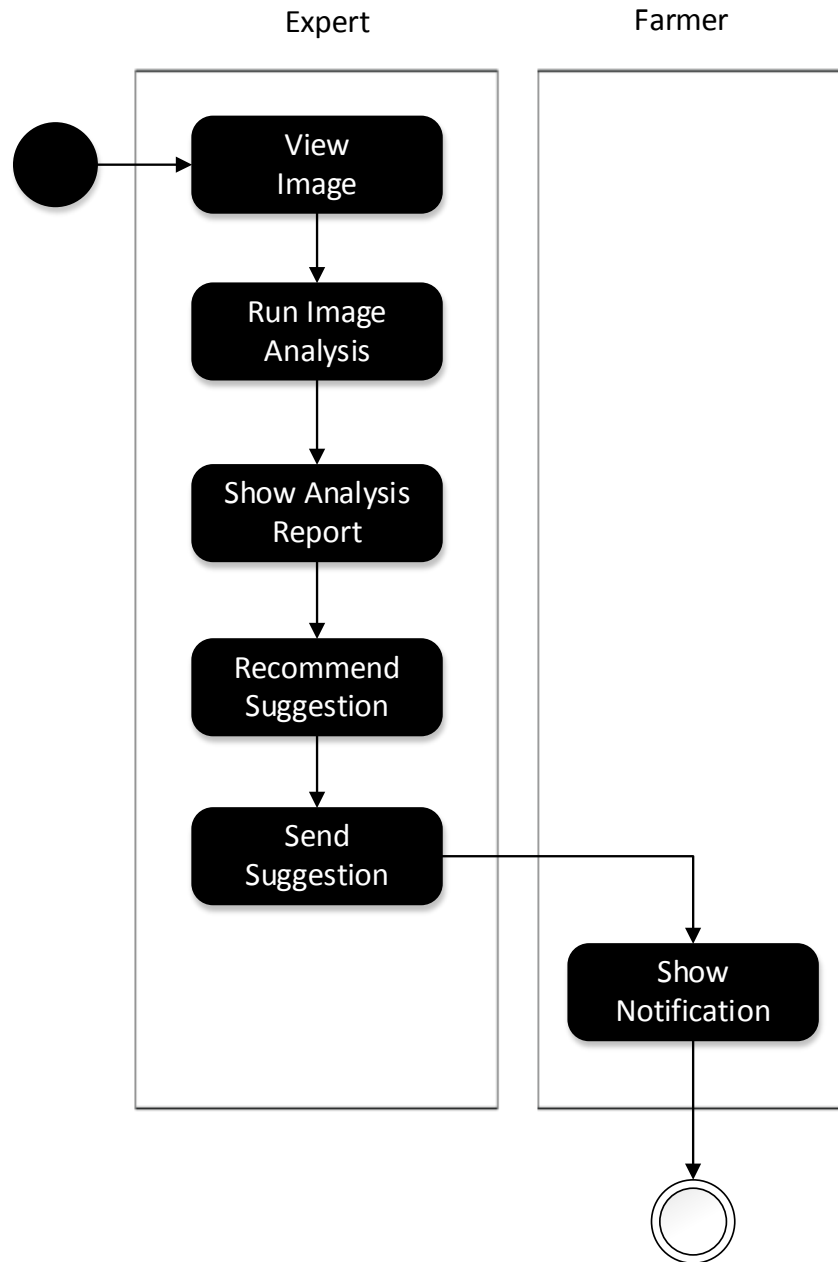 Expert
Farmer
View
Image
Run Image
Analysis
Show Analysis
Report
Recommend
Suggestion
Send
Suggestion
Show
Notification